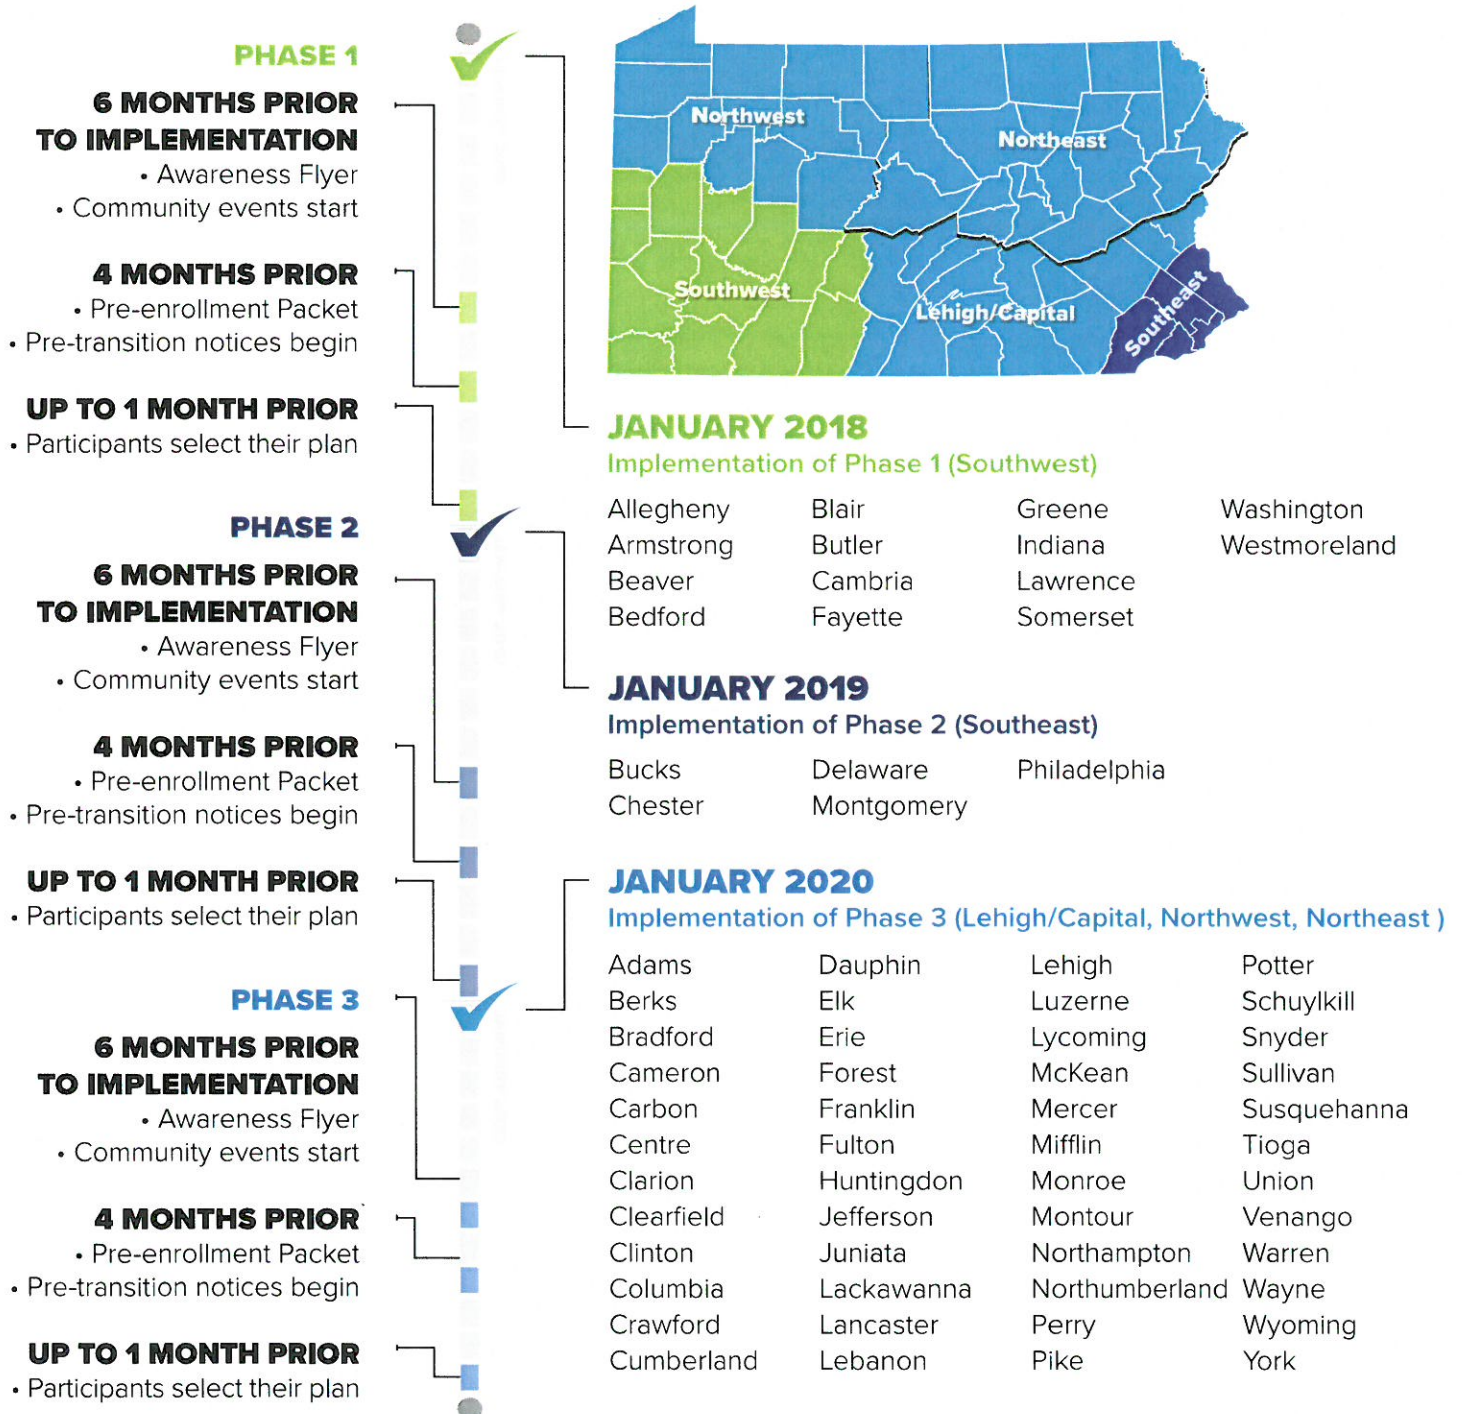 PHASE 1
6 MONTHS PRIOR
TO IMPLEMENTATION
• Awareness Flyer
• Community events start
4 MONTHS PRIOR
• Pre-enrollment Packet
• Pre-transition notices begin
UP TO 1 MONTH PRIOR
• Participants select their plan
PHASE 2
6 MONTHS PRIOR
TO IMPLEMENTATION
• Awareness Flyer
• Community events start
4 MONTHS PRIOR
• Pre-enrollment Packet
• Pre-transition notices begin
UP TO 1 MONTH PRIOR
• Participants select their plan
PHASE 3
6 MONTHS PRIOR
TO IMPLEMENTATION
• Awareness Flyer
• Community events start
4 MONTHS PRIOR
• Pre-enrollment Packet
• Pre-transition notices begin
UP TO 1 MONTH PRIOR
• Participants select their plan
Northwest
Northeast
Southwest
Lehigh/Capital
Southeast
JANUARY 2018
Implementation of Phase 1 (Southwest)
Allegheny Blair Greene Washington
Armstrong Butler Indiana Westmoreland
Beaver Cambria Lawrence
Bedford Fayette Somerset
JANUARY 2019
Implementation of Phase 2 (Southeast)
Bucks Delaware Philadelphia
Chester Montgomery
JANUARY 2020
Implementation of Phase 3 (Lehigh/Capital, Northwest, Northeast )
Adams Dauphin Lehigh Potter
Berks Elk Luzerne Schuylkill
Bradford Erie Lycoming Snyder
Cameron Forest McKean Sullivan
Carbon Franklin Mercer Susquehanna
Centre Fulton Mifflin Tioga
Clarion Huntingdon Monroe Union
Clearfield Jefferson Montour Venango
Clinton Juniata Northampton Warren
Columbia Lackawanna Northumberland Wayne
Crawford Lancaster Perry Wyoming
Cumberland Lebanon Pike York